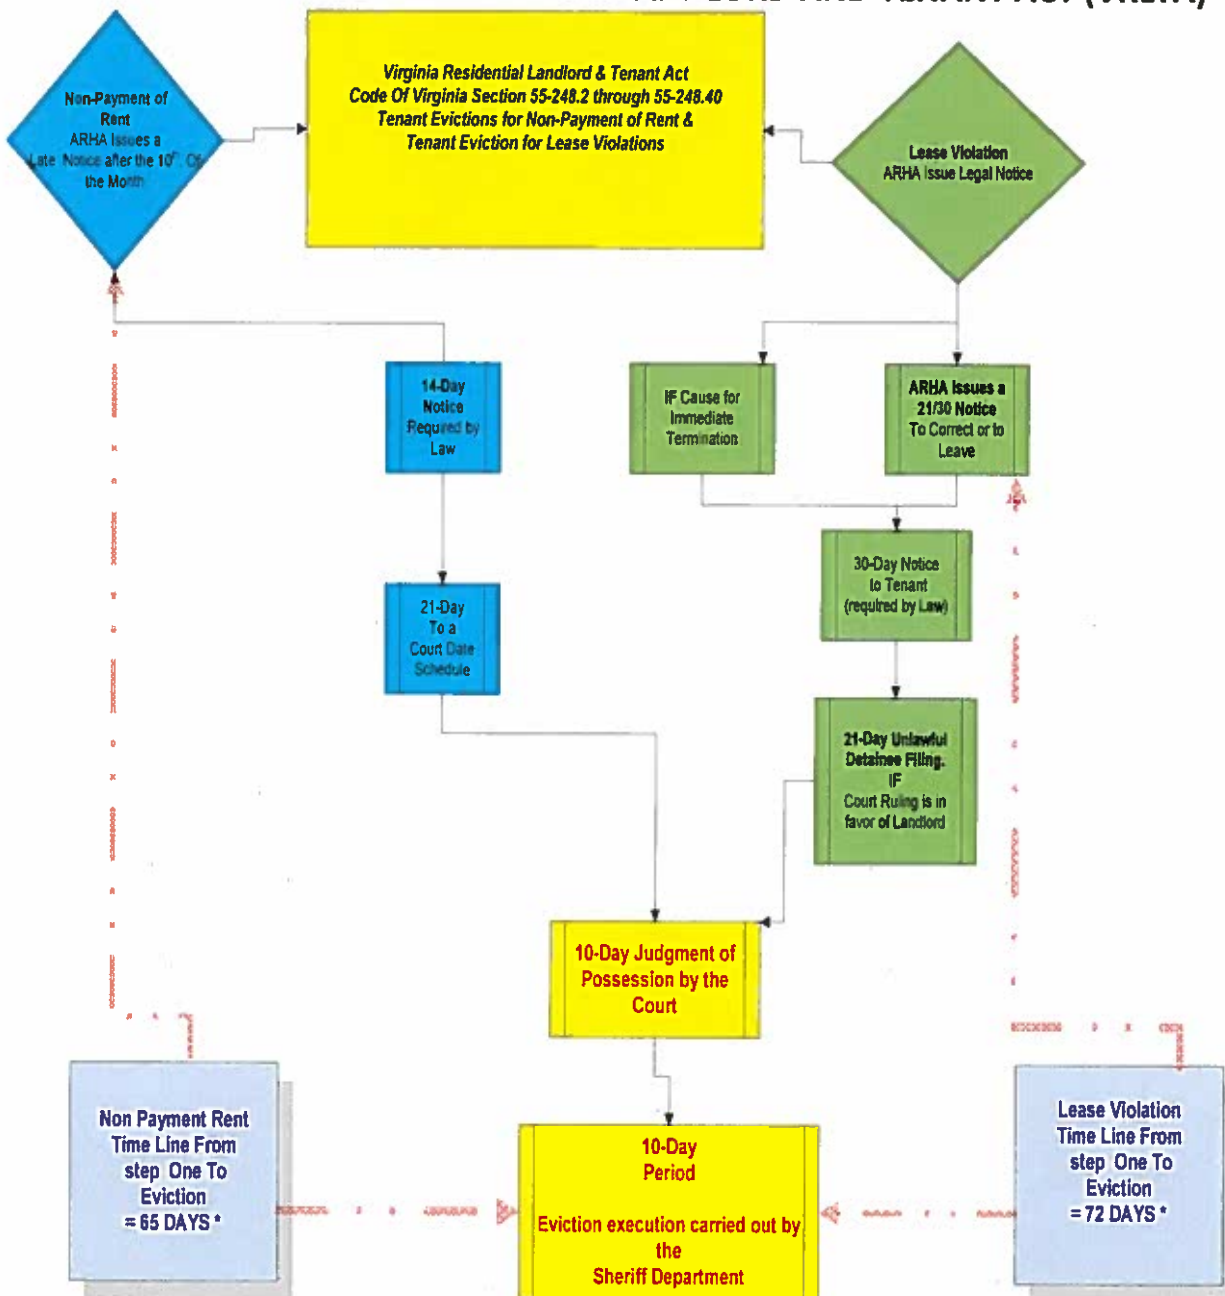 LORD AND TENANT ACT (VRLTA)
Virginia Residential Landlord & Tenant Act
Code Of Virginia Section 55-248.2 through 55-248.40
Tenant Evictions for Non-Payment of Rent &
Tenant Eviction for Lease Violations
Non-Payment of
Rent
ARHA Issues a
Late Notice after the 10th Of
the Month
Lease Violation
ARHA Issue Legal Notice
14-Day
Notice
Required by
Law
IF Cause for
Immediate
Termination
ARHA Issues a
21/30 Notice
To Correct or to
Leave
30-Day Notice
to Tenant
(required by Law)
21-Day
To a
Court Date
Schedule
21-Day Unlawful
Detainee Filing.
IF
Court Ruling is in
favor of Landlord
10-Day Judgment of
Possession by the
Court
Non Payment Rent
Time Line From
step One To
Eviction
= 65 DAYS *
10-Day
Period
Eviction execution carried out by
the
Sheriff Department
Lease Violation
Time Line From
step One To
Eviction
= 72 DAYS *